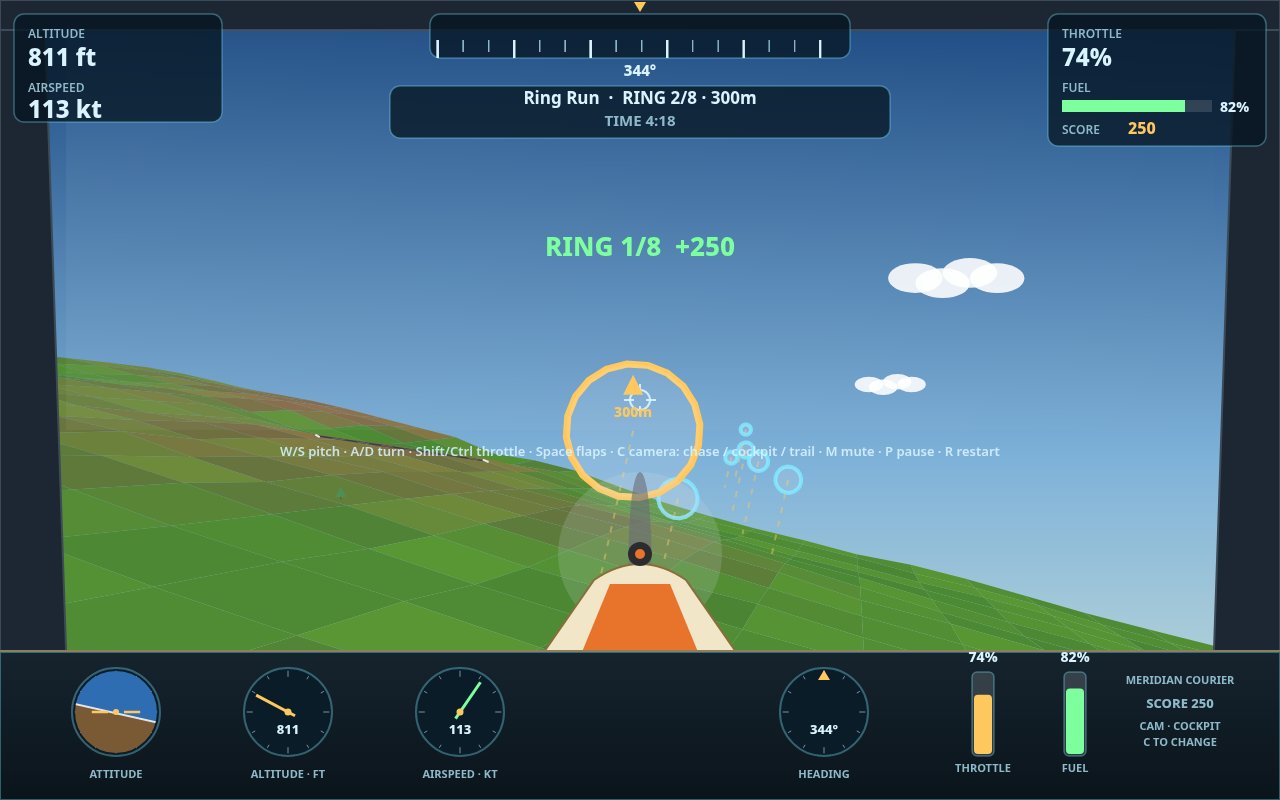 ALTITUDE
811 ft
AIRSPEED
113 kt
344°
Ring Run · RING 2/8 · 300m
TIME 4:18
THROTTLE
74%
FUEL
82%
SCORE 250
RING 1/8 +250
300m
W/S pitch · A/D turn · Shift/Ctrl throttle · Space flaps · C camera: chase / cockpit / trail · M mute · P pause · R restart
ATTITUDE
811
ALTITUDE · FT
113
AIRSPEED · KT
344°
HEADING
74%
THROTTLE
82%
FUEL
MERIDIAN COURIER
SCORE 250
CAM · COCKPIT
C TO CHANGE